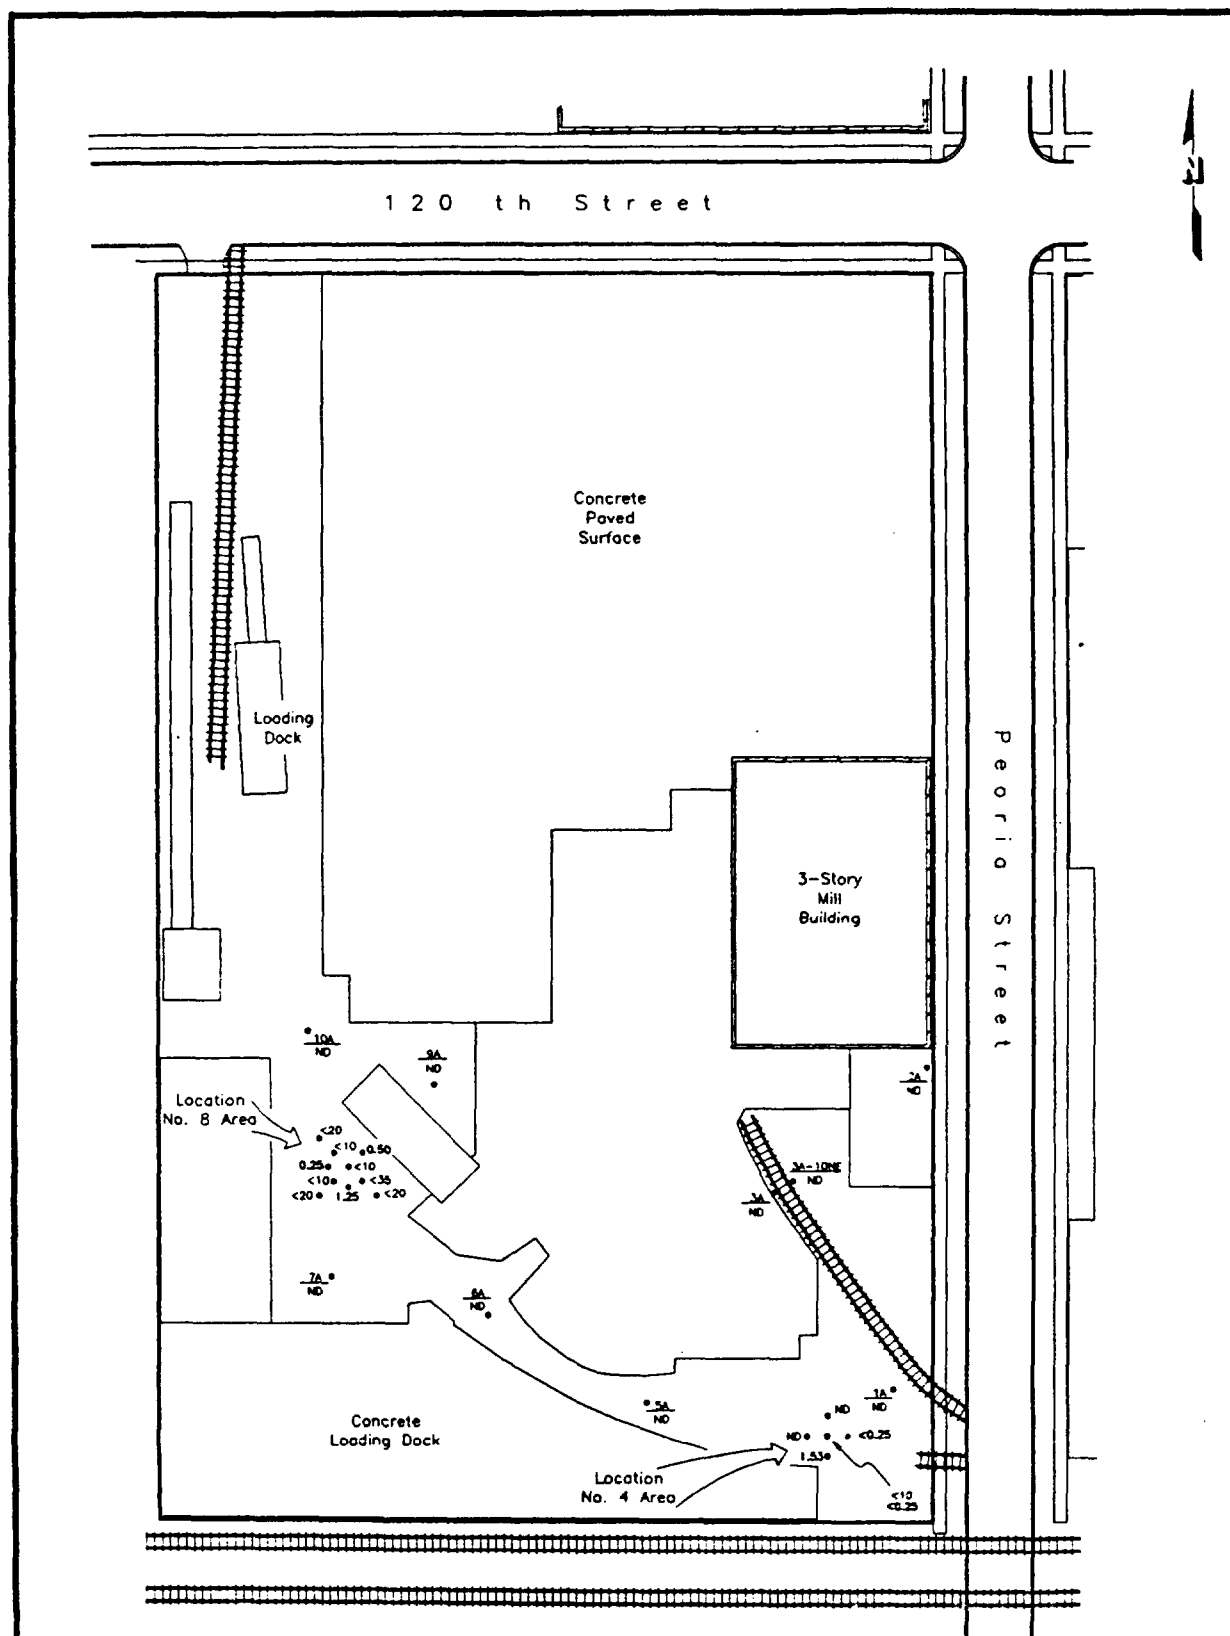 120 th Street
N
Concrete
Paved
Surface
Loading
Dock
Peoria Street
3-Story
Mill
Building
10A
ND
9A
ND
2A
Location
No. 8 Area
<20
<10
0.50
0.25
<10
<10
<35
<20
1.25
<20
3A-10NE
ND
3A
ND
7A
ND
6A
ND
5A
ND
1A
ND
ND
ND
<0.25
1.53
Concrete
Loading Dock
Location
No. 4 Area
<10
<0.25